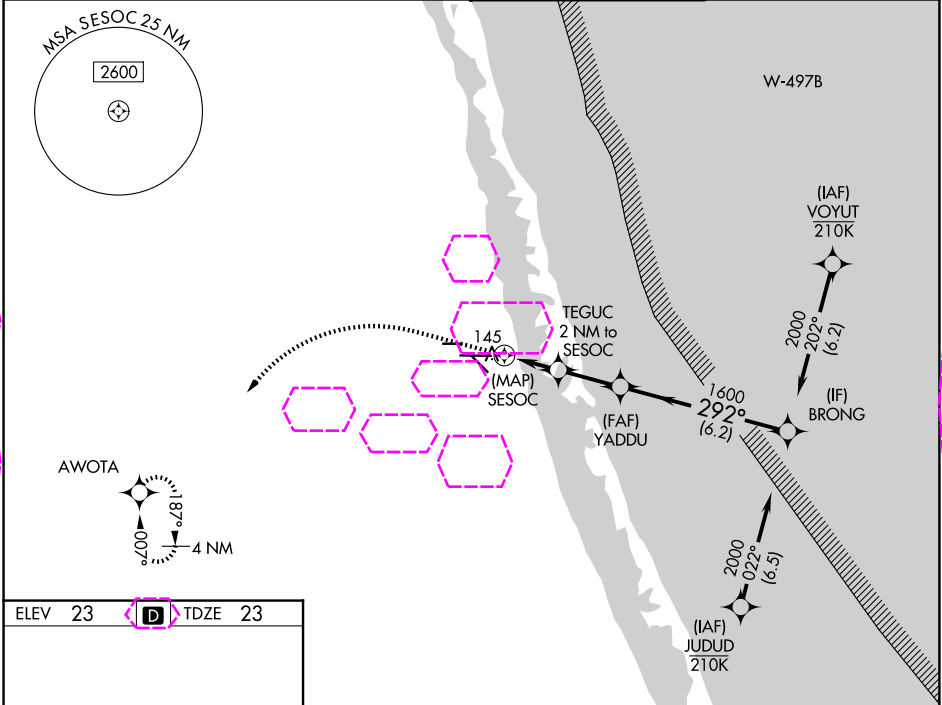 MSA SESOC 25 NM
2600
W-497B
(IAF)
VOYUT
210K
2000
202°
(6.2)
TEGUC
2 NM to
SESOC
145
(MAP)
SESOC
(FAF)
YADDU
1600
292°
(6.2)
(IF)
BRONG
AWOTA
187°
007°
4 NM
2000
022°
(6.5)
(IAF)
JUDUD
210K
ELEV 23 D TDZE 23